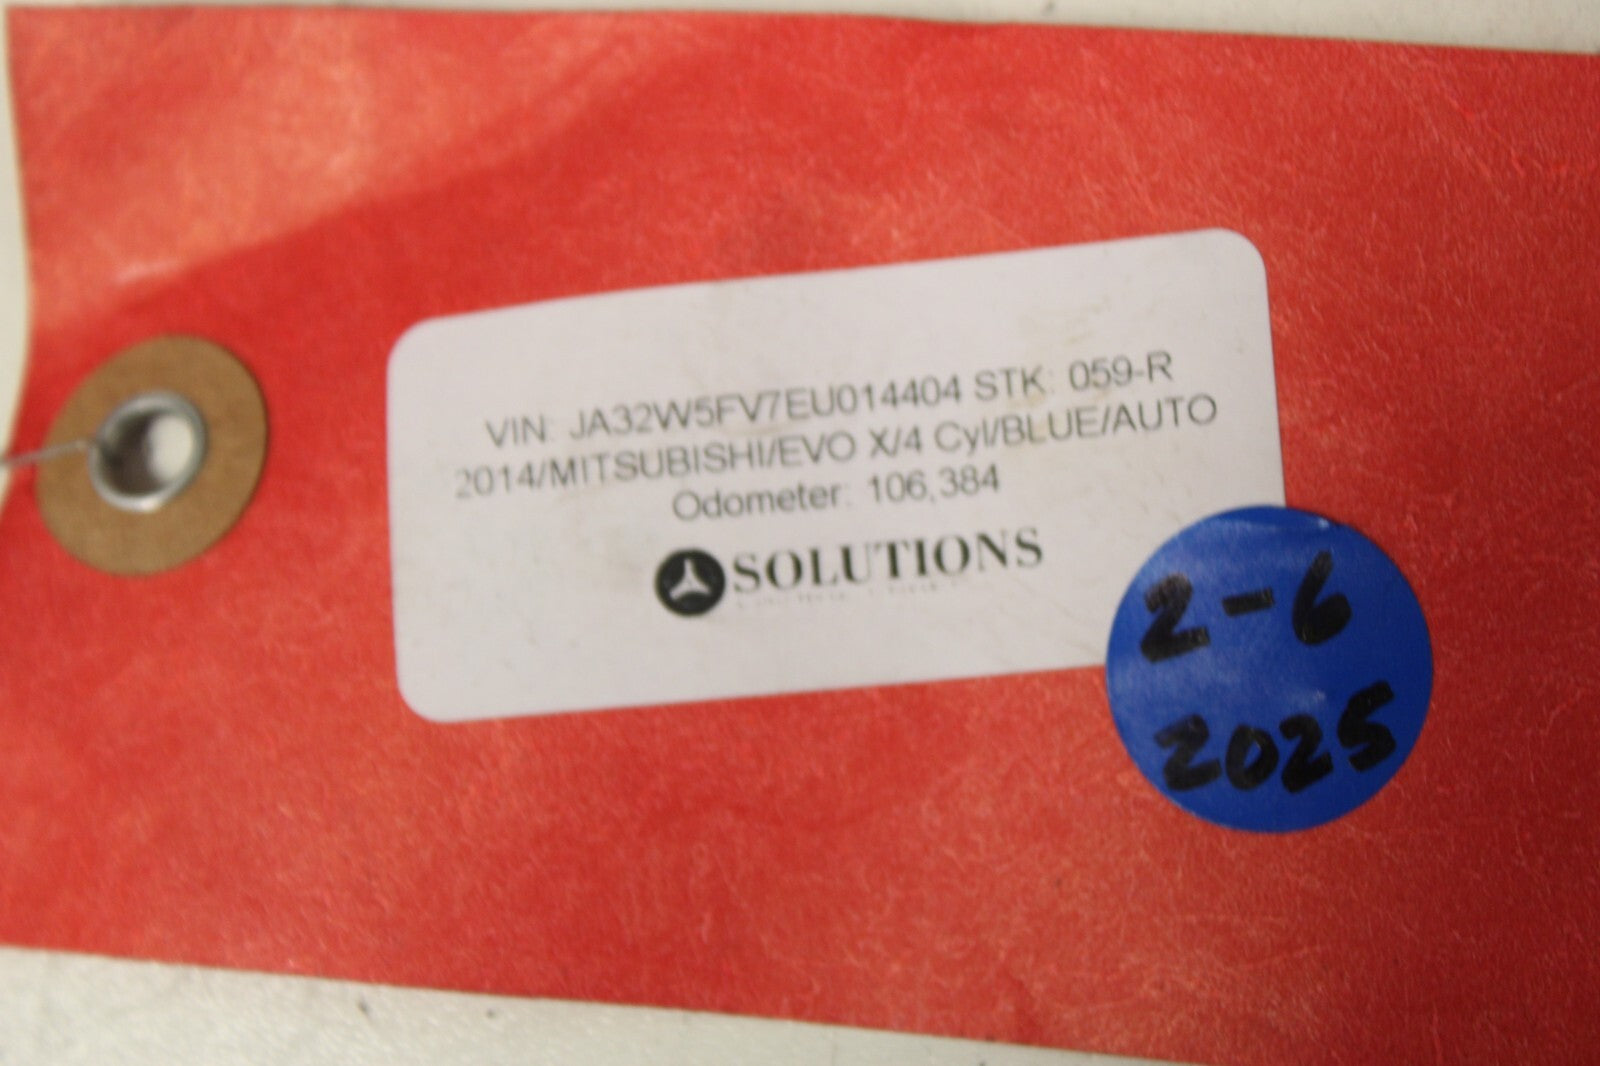 VIN: JA32W5FV7EU014404 STK: 059-R
2014/MITSUBISHI/EVO X/4 Cyl/BLUE/AUTO
Odometer: 106,384
SOLUTIONS
2-6
2025